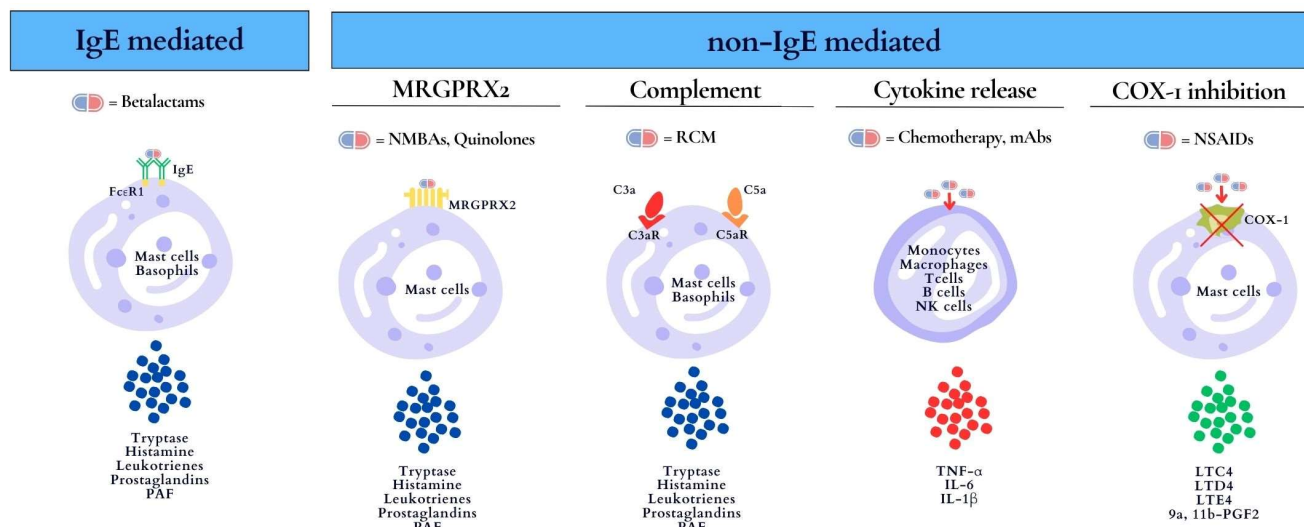 IgE mediated
= Betalactams
IgE
FcεR1
Mast cells
Basophils
Tryptase
Histamine
Leukotrienes
Prostaglandins
PAF
non-IgE mediated
MRGPRX2
= NMBAs, Quinolones
MRGPRX2
Mast cells
Tryptase
Histamine
Leukotrienes
Prostaglandins
PAF
Complement
= RCM
C3a
C5a
C3aR
C5aR
Mast cells
Basophils
Tryptase
Histamine
Leukotrienes
Prostaglandins
PAF
Cytokine release
= Chemotherapy, mAbs
Monocytes
Macrophages
Tcells
B cells
NK cells
TNF-α
IL-6
IL-1β
COX-1 inhibition
= NSAIDs
COX-1
Mast cells
LTC4
LTD4
LTE4
9a, 11b-PGF2